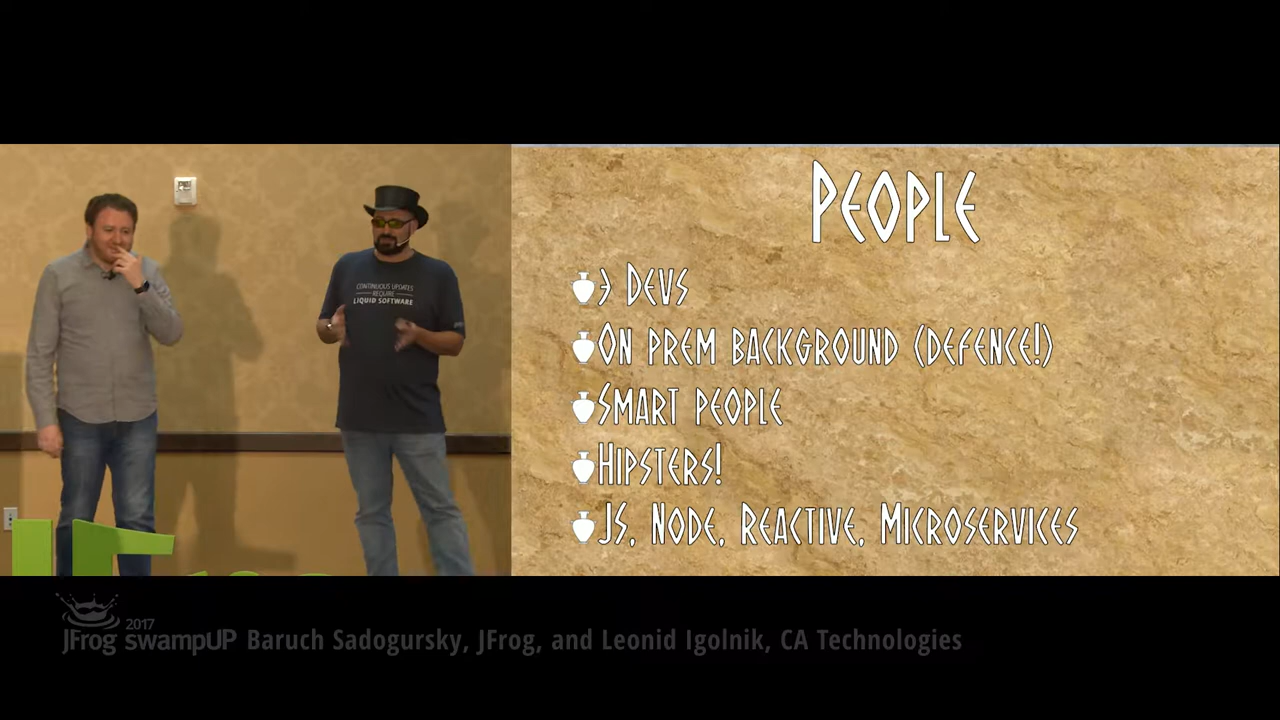 CONTINUOUS UPDATES
REQUIRE
LIQUID SOFTWARE
PEOPLE
3 DEVS
ON PREM BACKGROUND (DEFENCE!)
SMART PEOPLE
HIPSTERS!
JS, NODE, REACTIVE, MICROSERVICES
2017
JFrog swampUP Baruch Sadogursky, JFrog, and Leonid Igolnik, CA Technologies